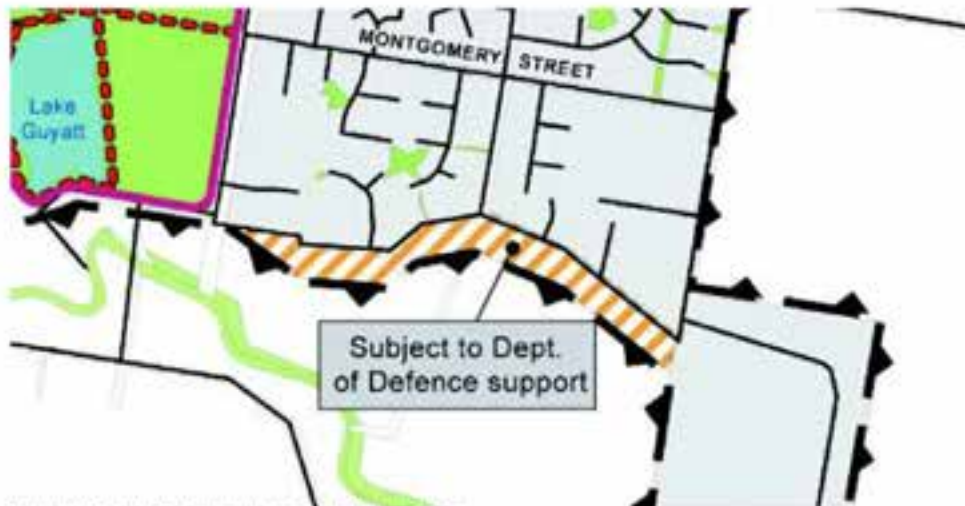 MONTGOMERY STREET
Lake
Guyatt
Subject to Dept.
of Defence support